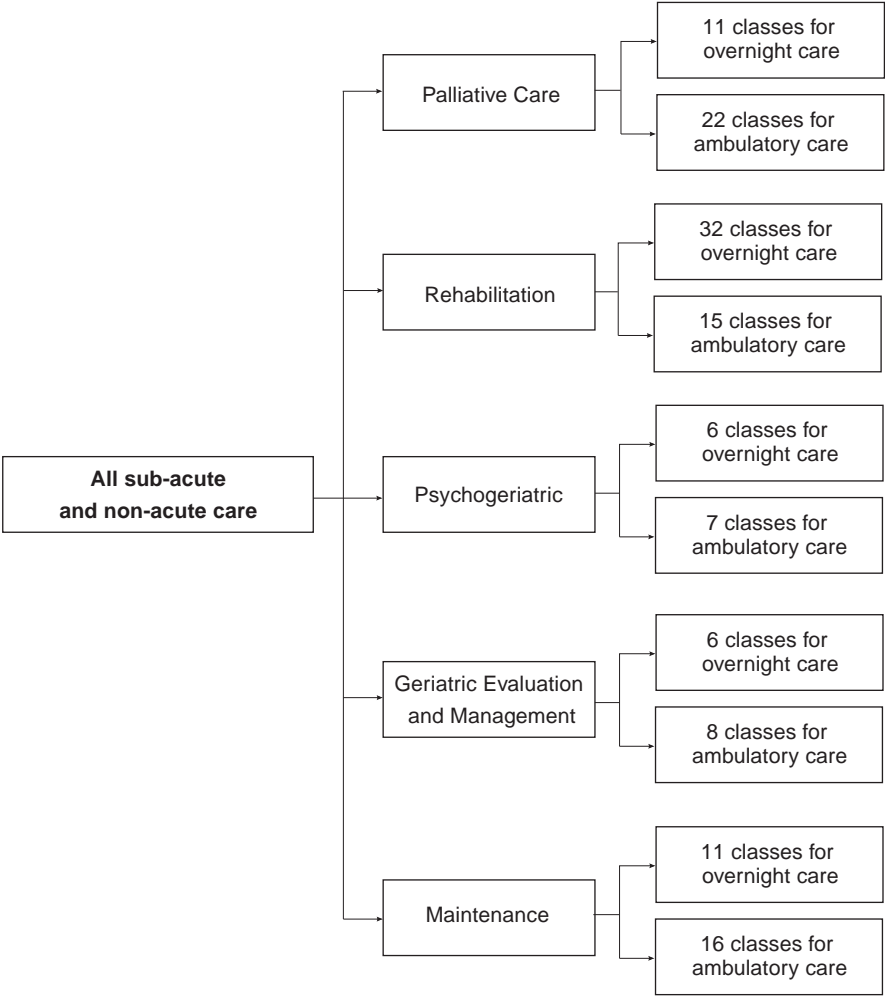 All sub-acute
and non-acute care
Palliative Care
11 classes for
overnight care
22 classes for
ambulatory care
Rehabilitation
32 classes for
overnight care
15 classes for
ambulatory care
Psychogeriatric
6 classes for
overnight care
7 classes for
ambulatory care
Geriatric Evaluation
and Management
6 classes for
overnight care
8 classes for
ambulatory care
Maintenance
11 classes for
overnight care
16 classes for
ambulatory care